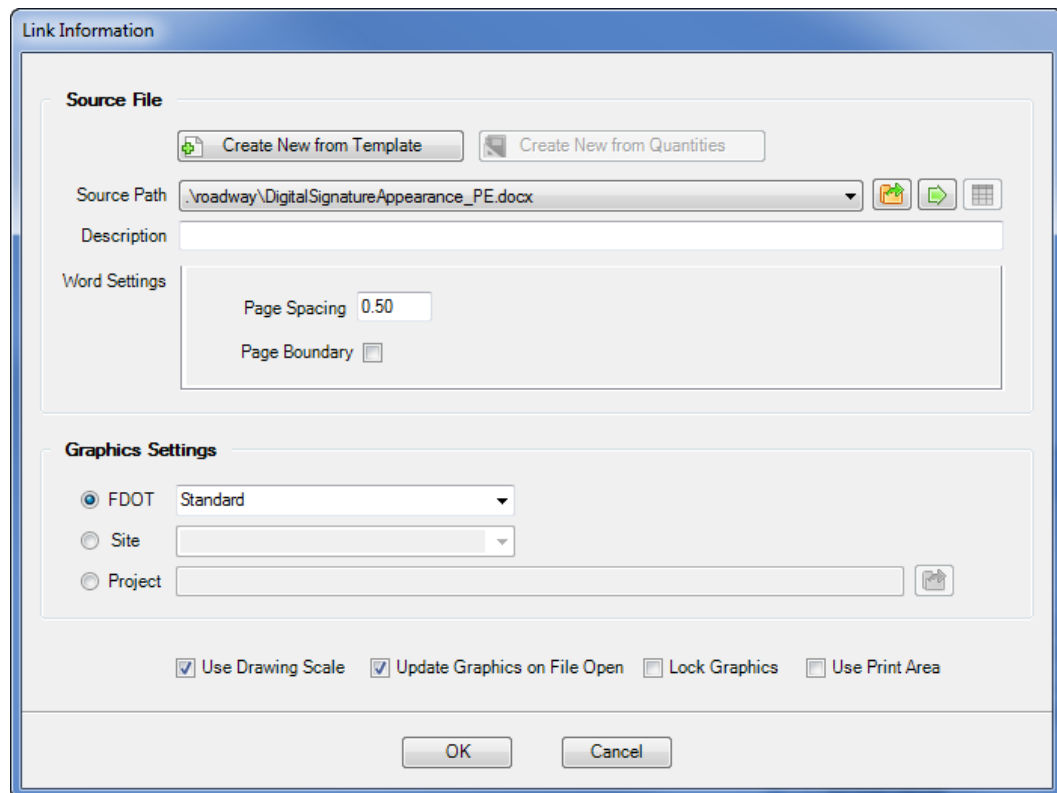 Link Information
Source File
Create New from Template Create New from Quantities
Source Path .\roadway\DigitalSignatureAppearance_PE.docx
Description
Word Settings
Page Spacing 0.50
Page Boundary
Graphics Settings
FDOT Standard
Site
Project
Use Drawing Scale Update Graphics on File Open Lock Graphics Use Print Area
OK Cancel